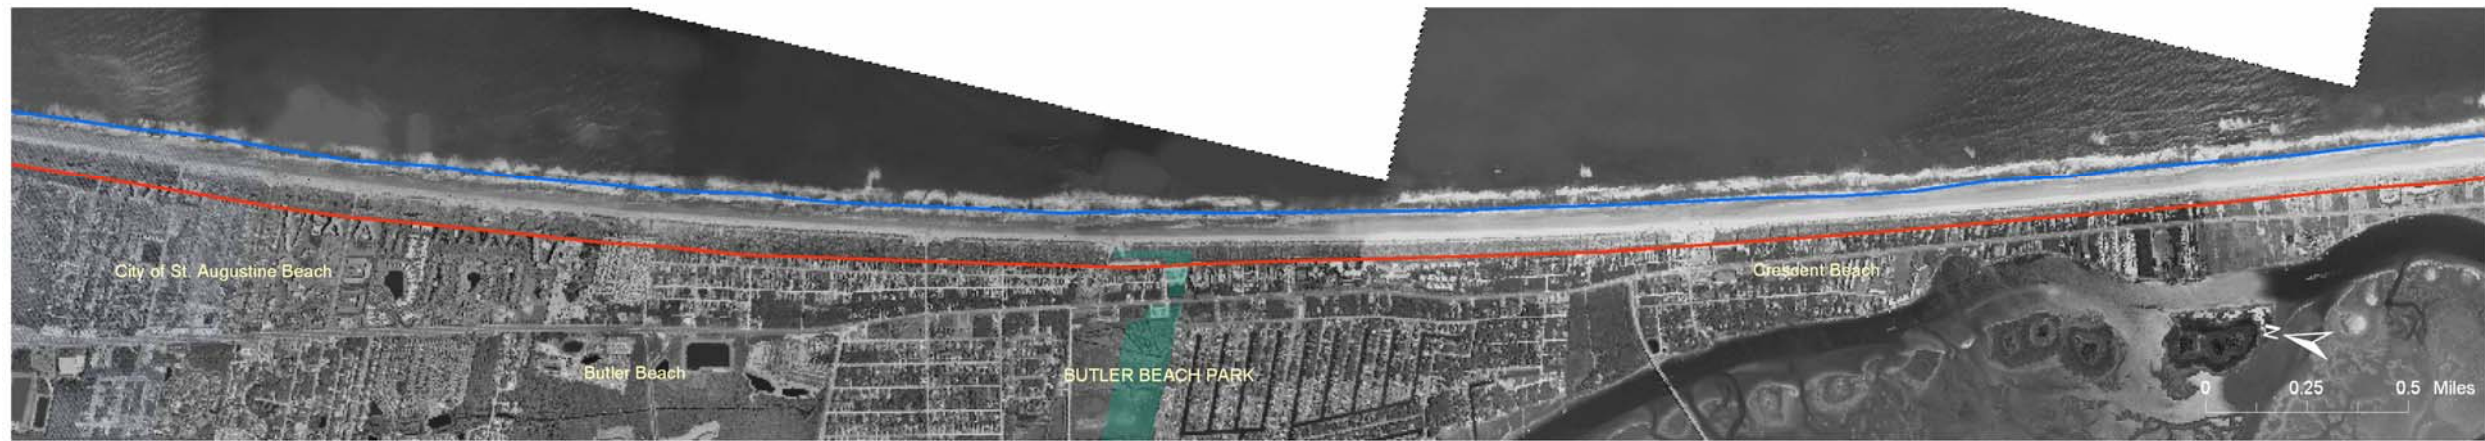 City of St. Augustine Beach
Crescent Beach
Butler Beach
BUTLER BEACH PARK
N
0 0.25 0.5 Miles